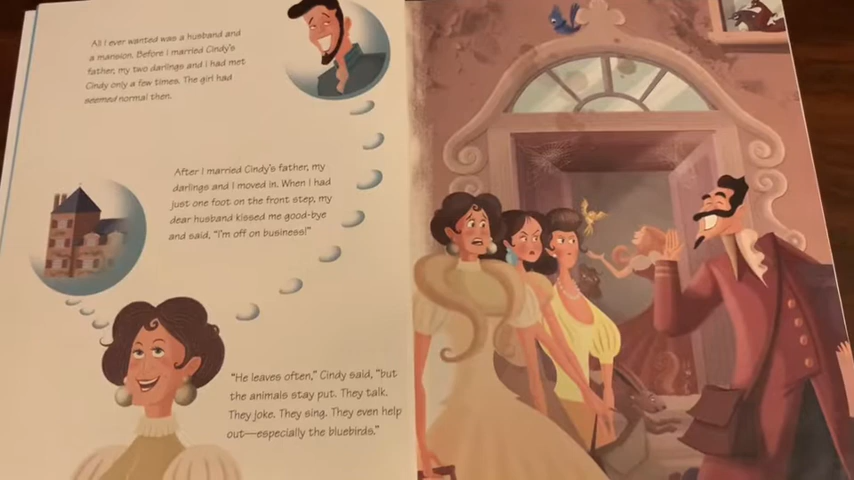 All I ever wanted was a husband and
a mansion. Before I married Cindy's
father, my two darlings and I had met
Cindy only a few times. The girl had
seemed normal then.
After I married Cindy's father, my
darlings and I moved in. When I had
just one foot on the front step, my
dear husband kissed me good-bye
and said, "I'm off on business!"
"He leaves often," Cindy said, "but
the animals stay put. They talk.
They joke. They sing. They even help
out—especially the bluebirds."